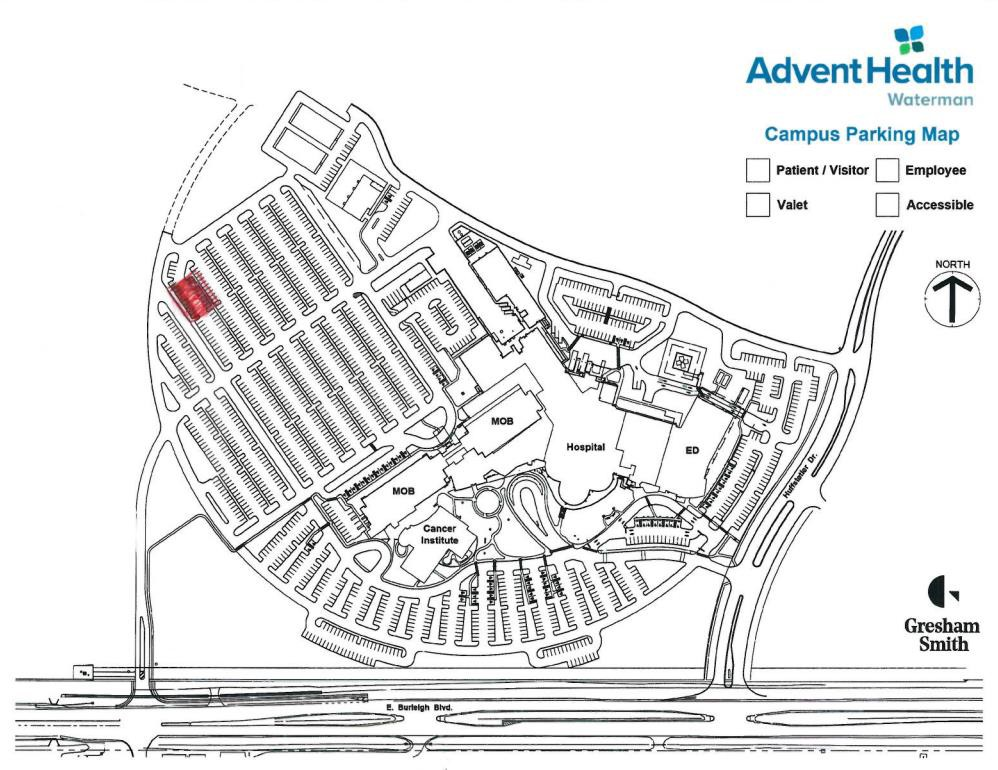 AdventHealth
Waterman
Campus Parking Map
Patient / Visitor
Employee
Valet
Accessible
NORTH
MOB
Hospital
ED
MOB
Cancer
Institute
Hufstetler Dr.
Gresham
Smith
E. Burleigh Blvd.